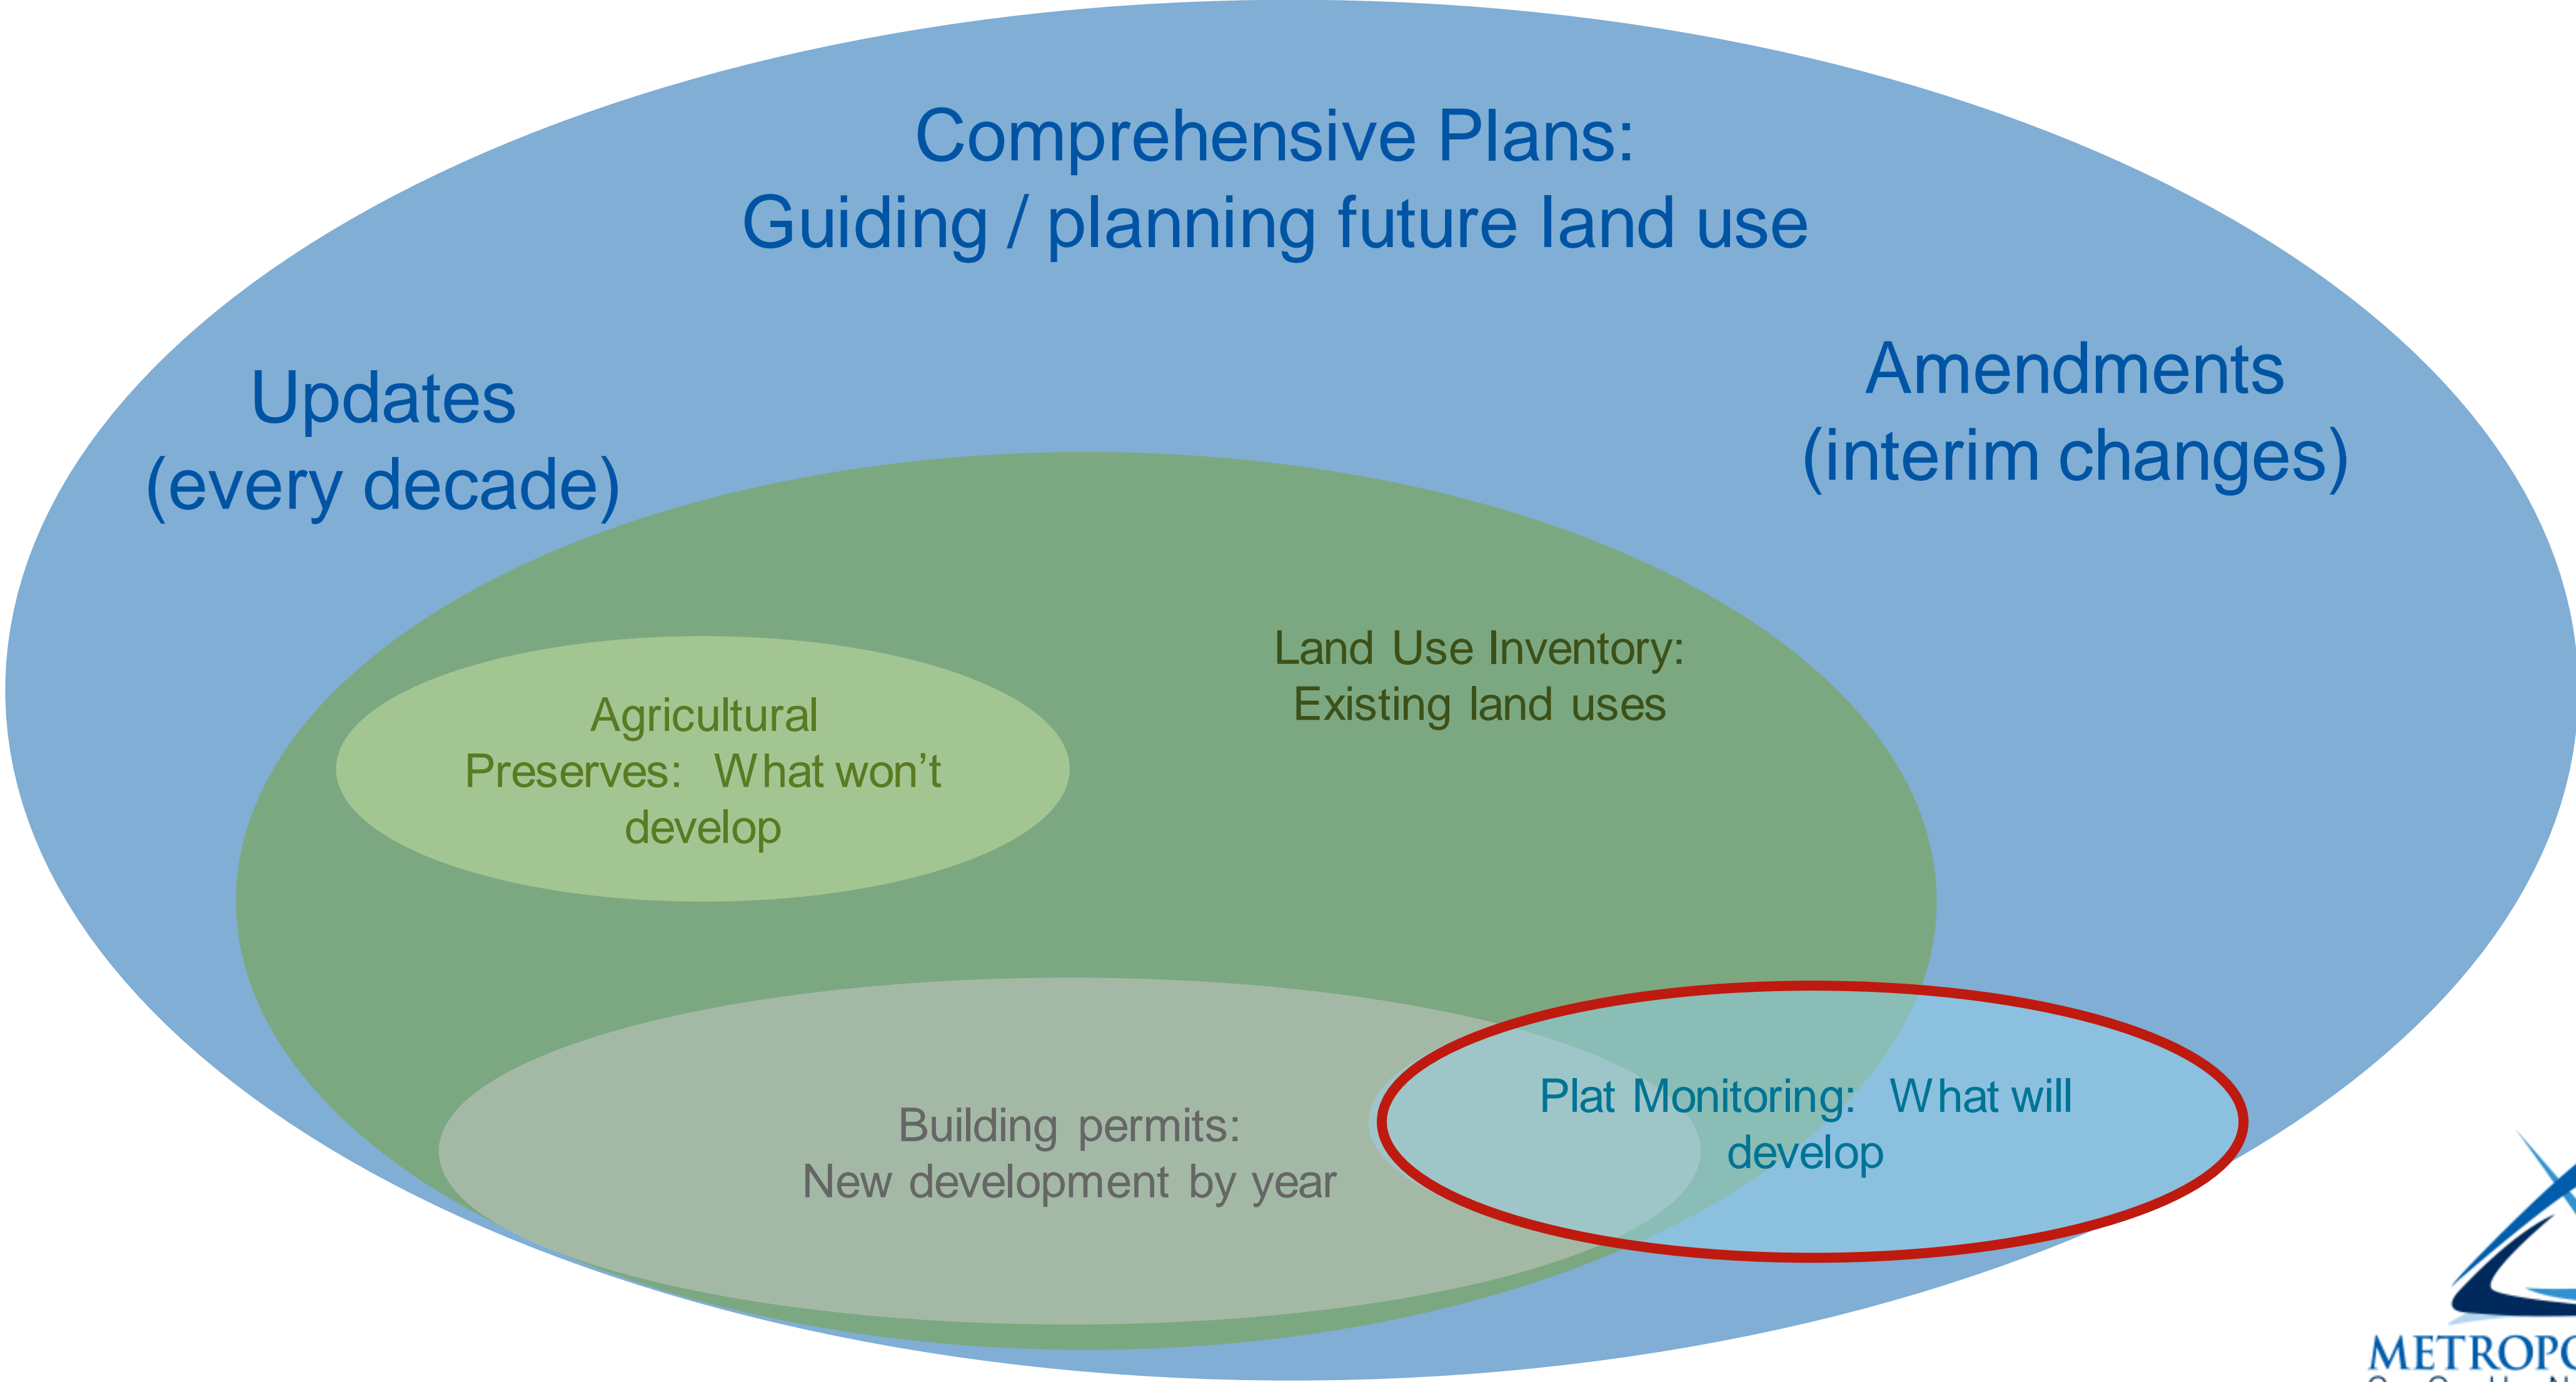 Comprehensive Plans:
Guiding / planning future land use
Updates
(every decade)
Amendments
(interim changes)
Land Use Inventory:
Existing land uses
Agricultural
Preserves: What won't
develop
Plat Monitoring: What will
develop
Building permits:
New development by year